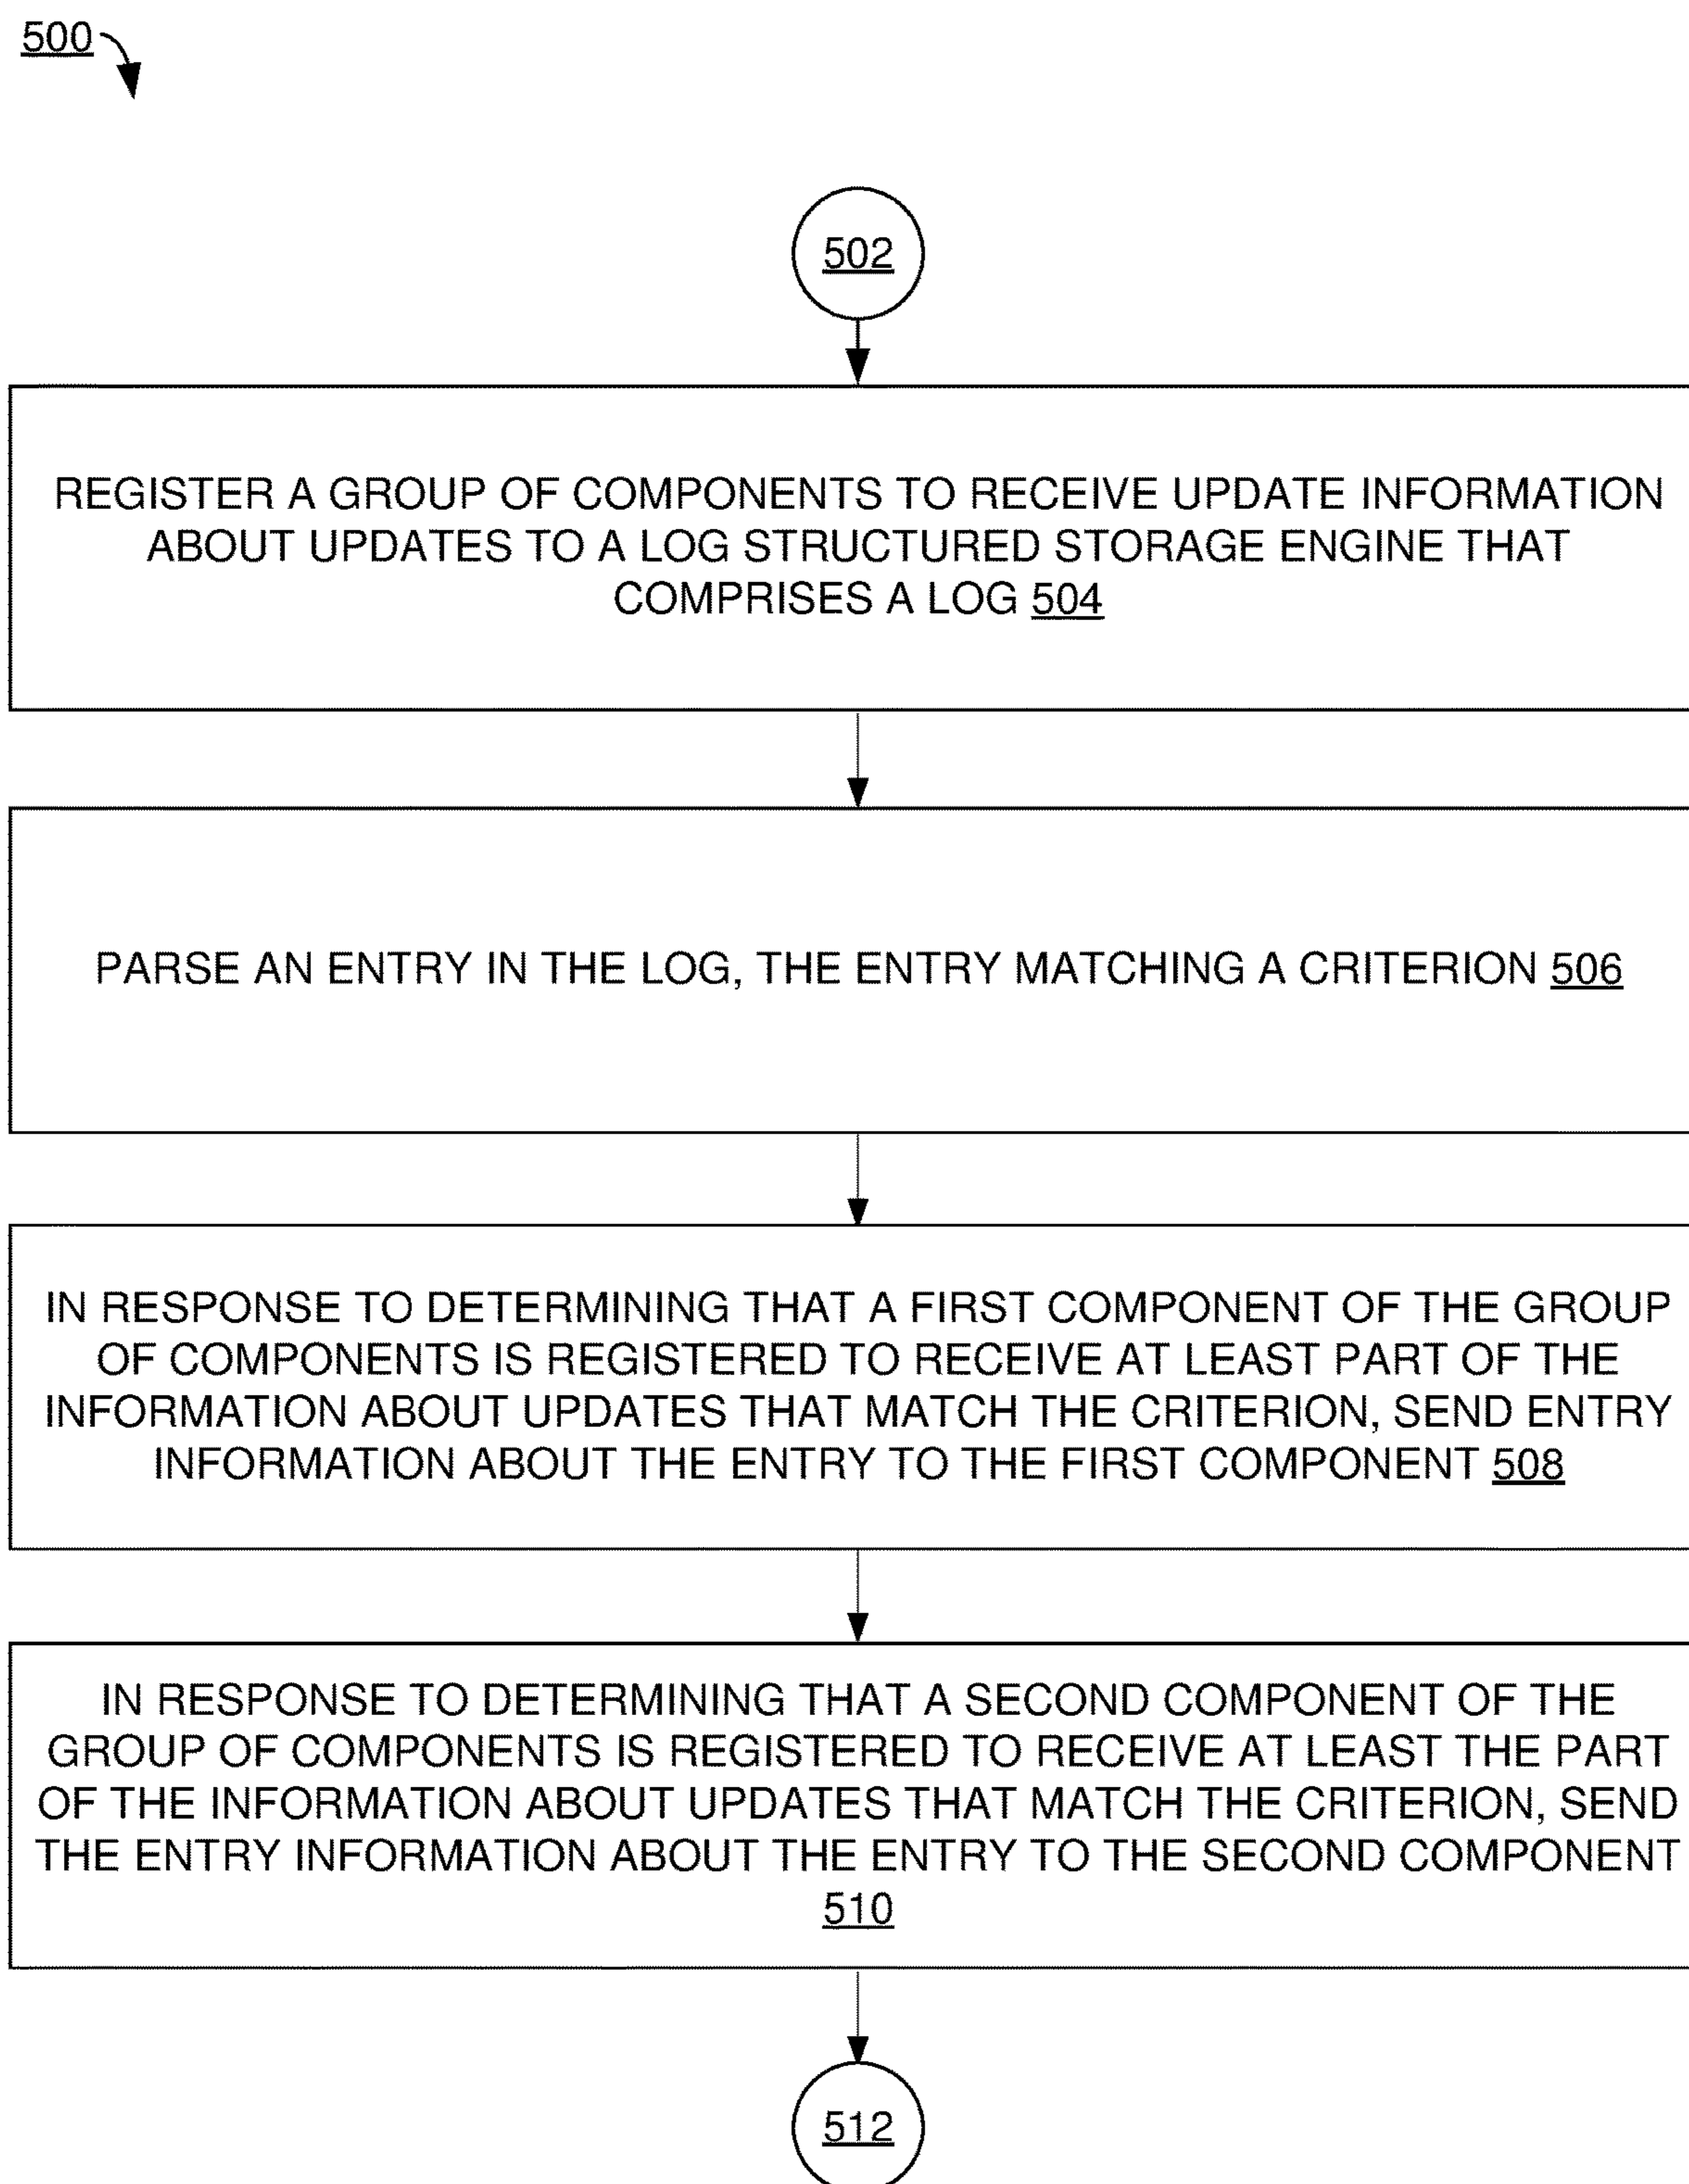 500
502
REGISTER A GROUP OF COMPONENTS TO RECEIVE UPDATE INFORMATION
ABOUT UPDATES TO A LOG STRUCTURED STORAGE ENGINE THAT
COMPRISES A LOG 504
PARSE AN ENTRY IN THE LOG, THE ENTRY MATCHING A CRITERION 506
IN RESPONSE TO DETERMINING THAT A FIRST COMPONENT OF THE GROUP
OF COMPONENTS IS REGISTERED TO RECEIVE AT LEAST PART OF THE
INFORMATION ABOUT UPDATES THAT MATCH THE CRITERION, SEND ENTRY
INFORMATION ABOUT THE ENTRY TO THE FIRST COMPONENT 508
IN RESPONSE TO DETERMINING THAT A SECOND COMPONENT OF THE
GROUP OF COMPONENTS IS REGISTERED TO RECEIVE AT LEAST THE PART
OF THE INFORMATION ABOUT UPDATES THAT MATCH THE CRITERION, SEND
THE ENTRY INFORMATION ABOUT THE ENTRY TO THE SECOND COMPONENT
510
512